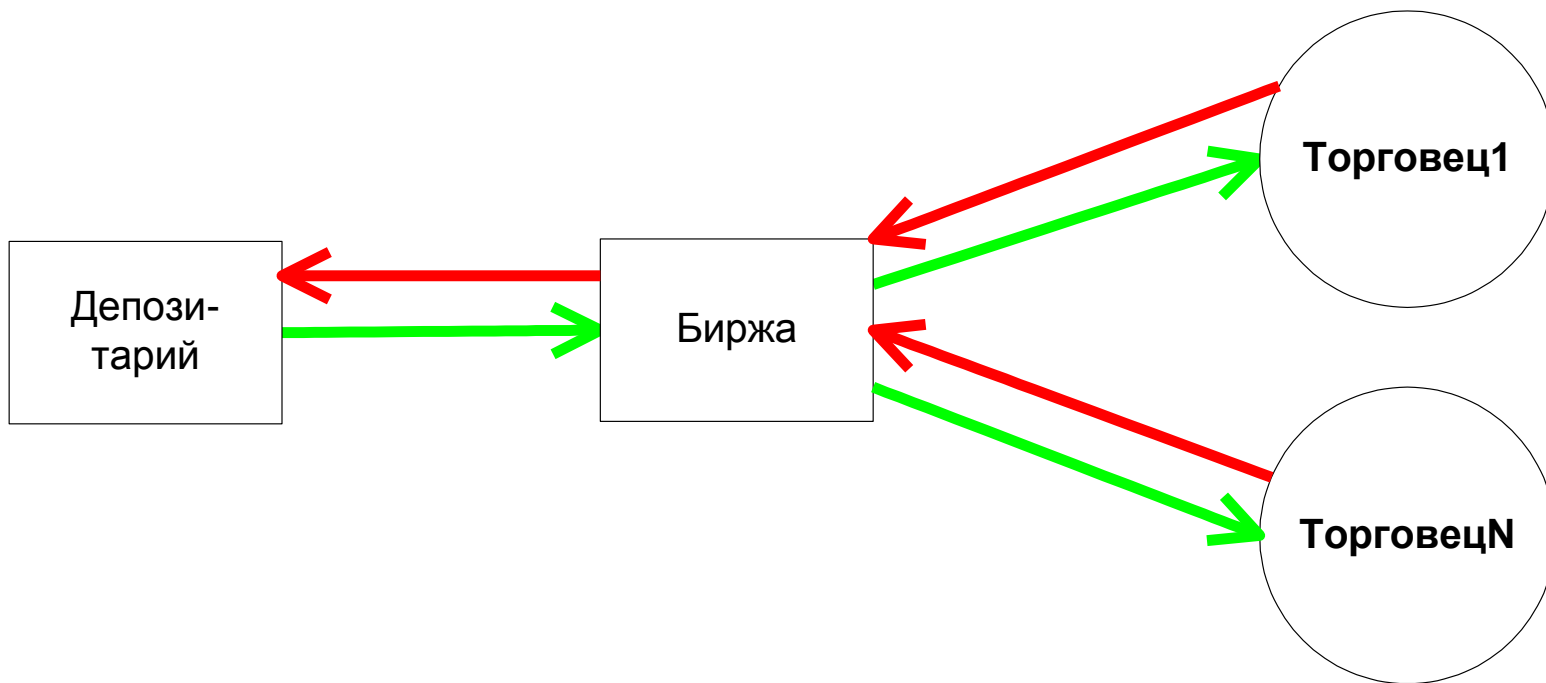 Торговец1
Депози-
тарий
Биржа
ТорговецN